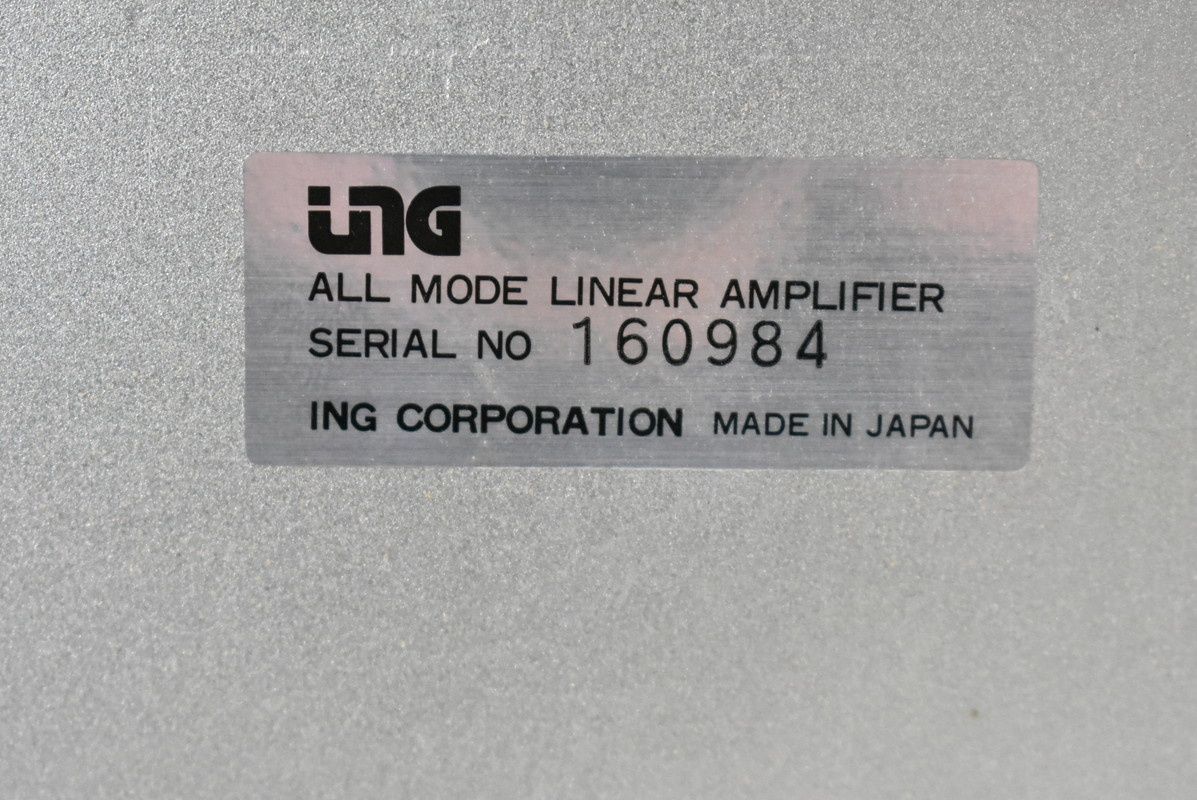 ING
ALL MODE LINEAR AMPLIFIER
SERIAL NO 160984
ING CORPORATION MADE IN JAPAN